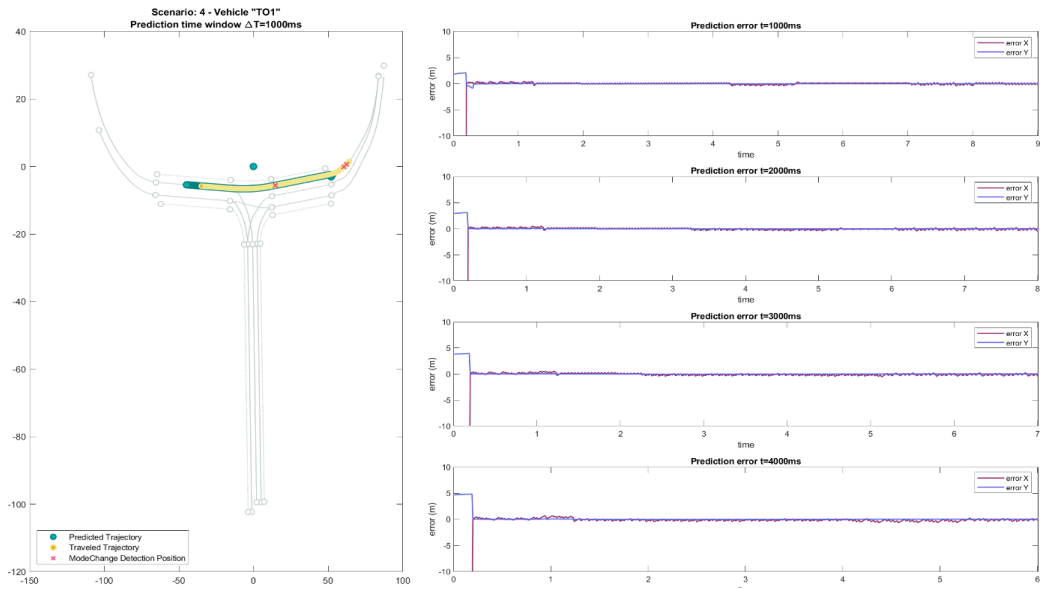 Scenario: 4 - Vehicle "TO1"
Prediction time window △T=1000ms
40
20
0
-20
-40
-60
-80
-100
-120
-150
-100
-50
0
50
100
Predicted Trajectory
Traveled Trajectory
ModeChange Detection Position
Prediction error t=1000ms
error (m)
10
5
0
-5
-10
0 1 2 3 4 5 6 7 8 9
time
error X
error Y
Prediction error t=2000ms
error (m)
10
5
0
-5
-10
0 1 2 3 4 5 6 7 8
time
error X
error Y
Prediction error t=3000ms
error (m)
10
5
0
-5
-10
0 1 2 3 4 5 6 7
time
error X
error Y
Prediction error t=4000ms
error (m)
10
5
0
-5
-10
0 1 2 3 4 5 6
error X
error Y